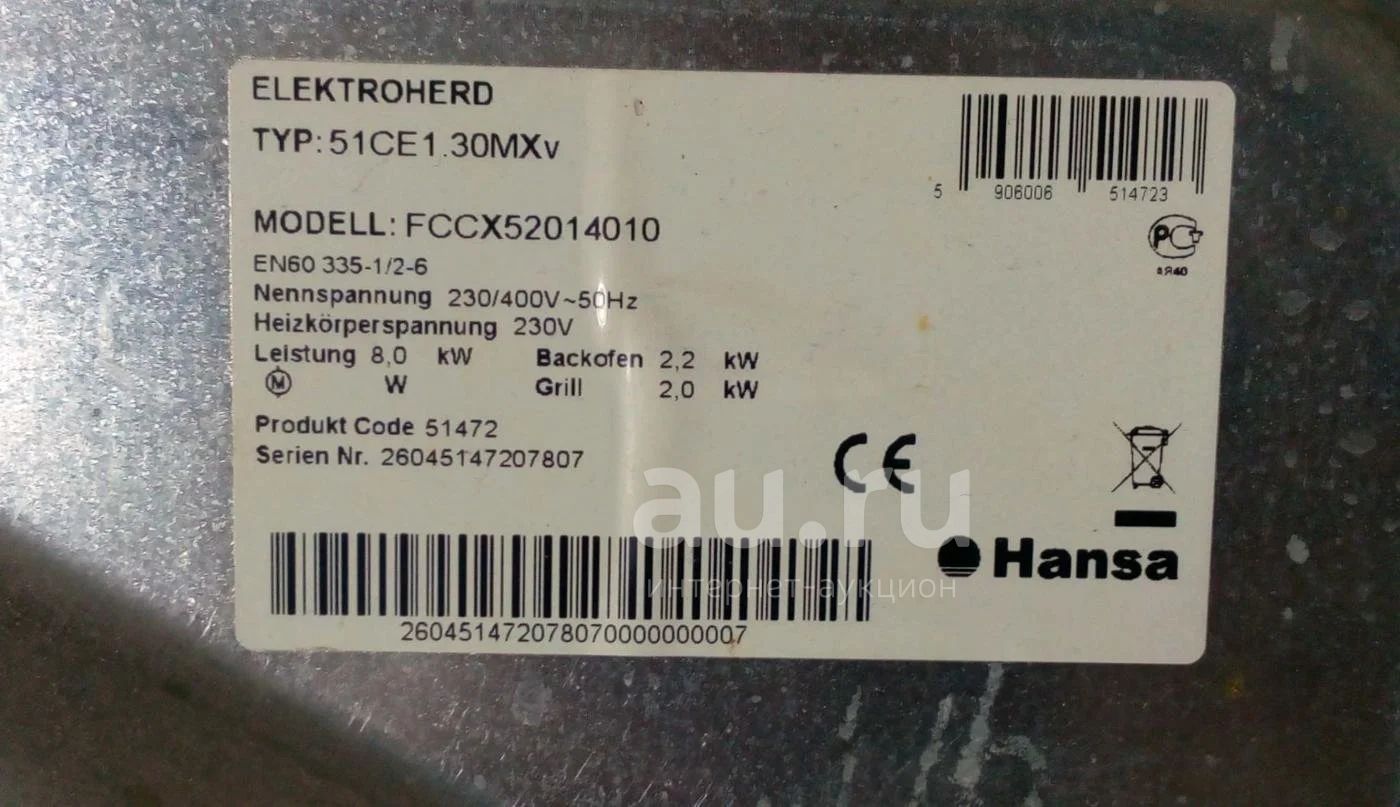 ELEKTROHERD
TYP: 51CE1.30MXv
5 906006 514723
MODELL: FCCX52014010
EN60 335-1/2-6
Nennspannung 230/400V~50Hz
Heizkörperspannung 230V
Leistung 8,0 kW Backofen 2,2 kW
M W Grill 2,0 kW
Produkt Code 51472
Serien Nr. 26045147207807
CE
Hansa
260451472078070000000007
au.ru
интернет-аукцион